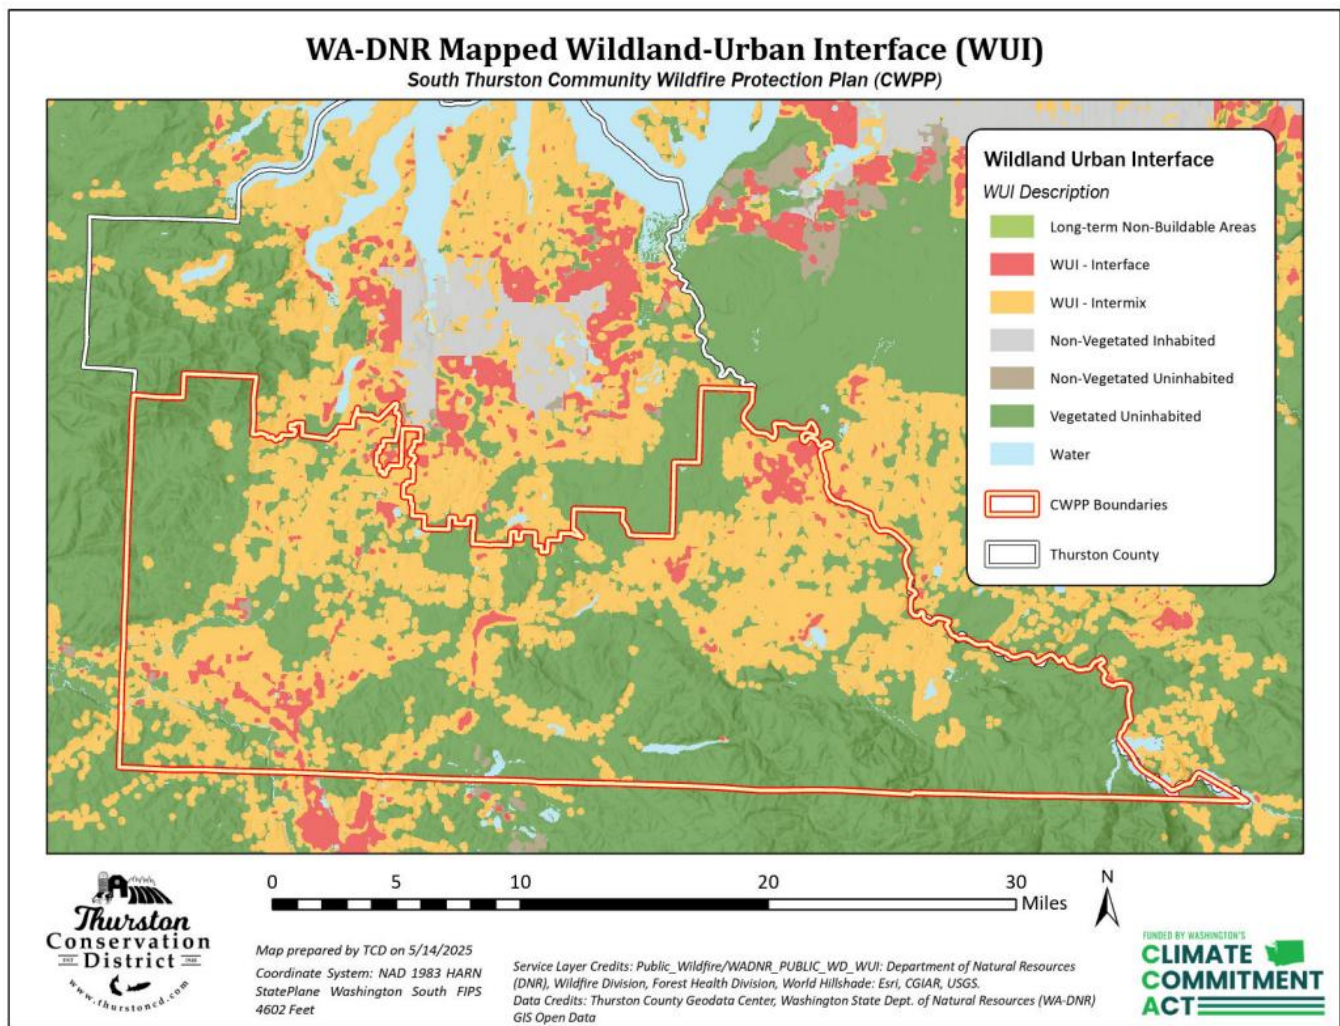 WA-DNR Mapped Wildland-Urban Interface (WUI)
South Thurston Community Wildfire Protection Plan (CWPP)
Wildland Urban Interface
WUI Description
Long-term Non-Buildable Areas
WUI - Interface
WUI - Intermix
Non-Vegetated Inhabited
Non-Vegetated Uninhabited
Vegetated Uninhabited
Water
CWPP Boundaries
Thurston County
0 5 10 20 30 Miles
N
Thurston
Conservation
EST District 1948
www.thurstoncd.com
Map prepared by TCD on 5/14/2025
Coordinate System: NAD 1983 HARN
StatePlane Washington South FIPS
4602 Feet
Service Layer Credits: Public_Wildfire/WADNR_PUBLIC_WD_WUI: Department of Natural Resources
(DNR), Wildfire Division, Forest Health Division, World Hillshade: Esri, CGIAR, USGS.
Data Credits: Thurston County Geodata Center, Washington State Dept. of Natural Resources (WA-DNR)
GIS Open Data
FUNDED BY WASHINGTON'S
CLIMATE
COMMITMENT
ACT